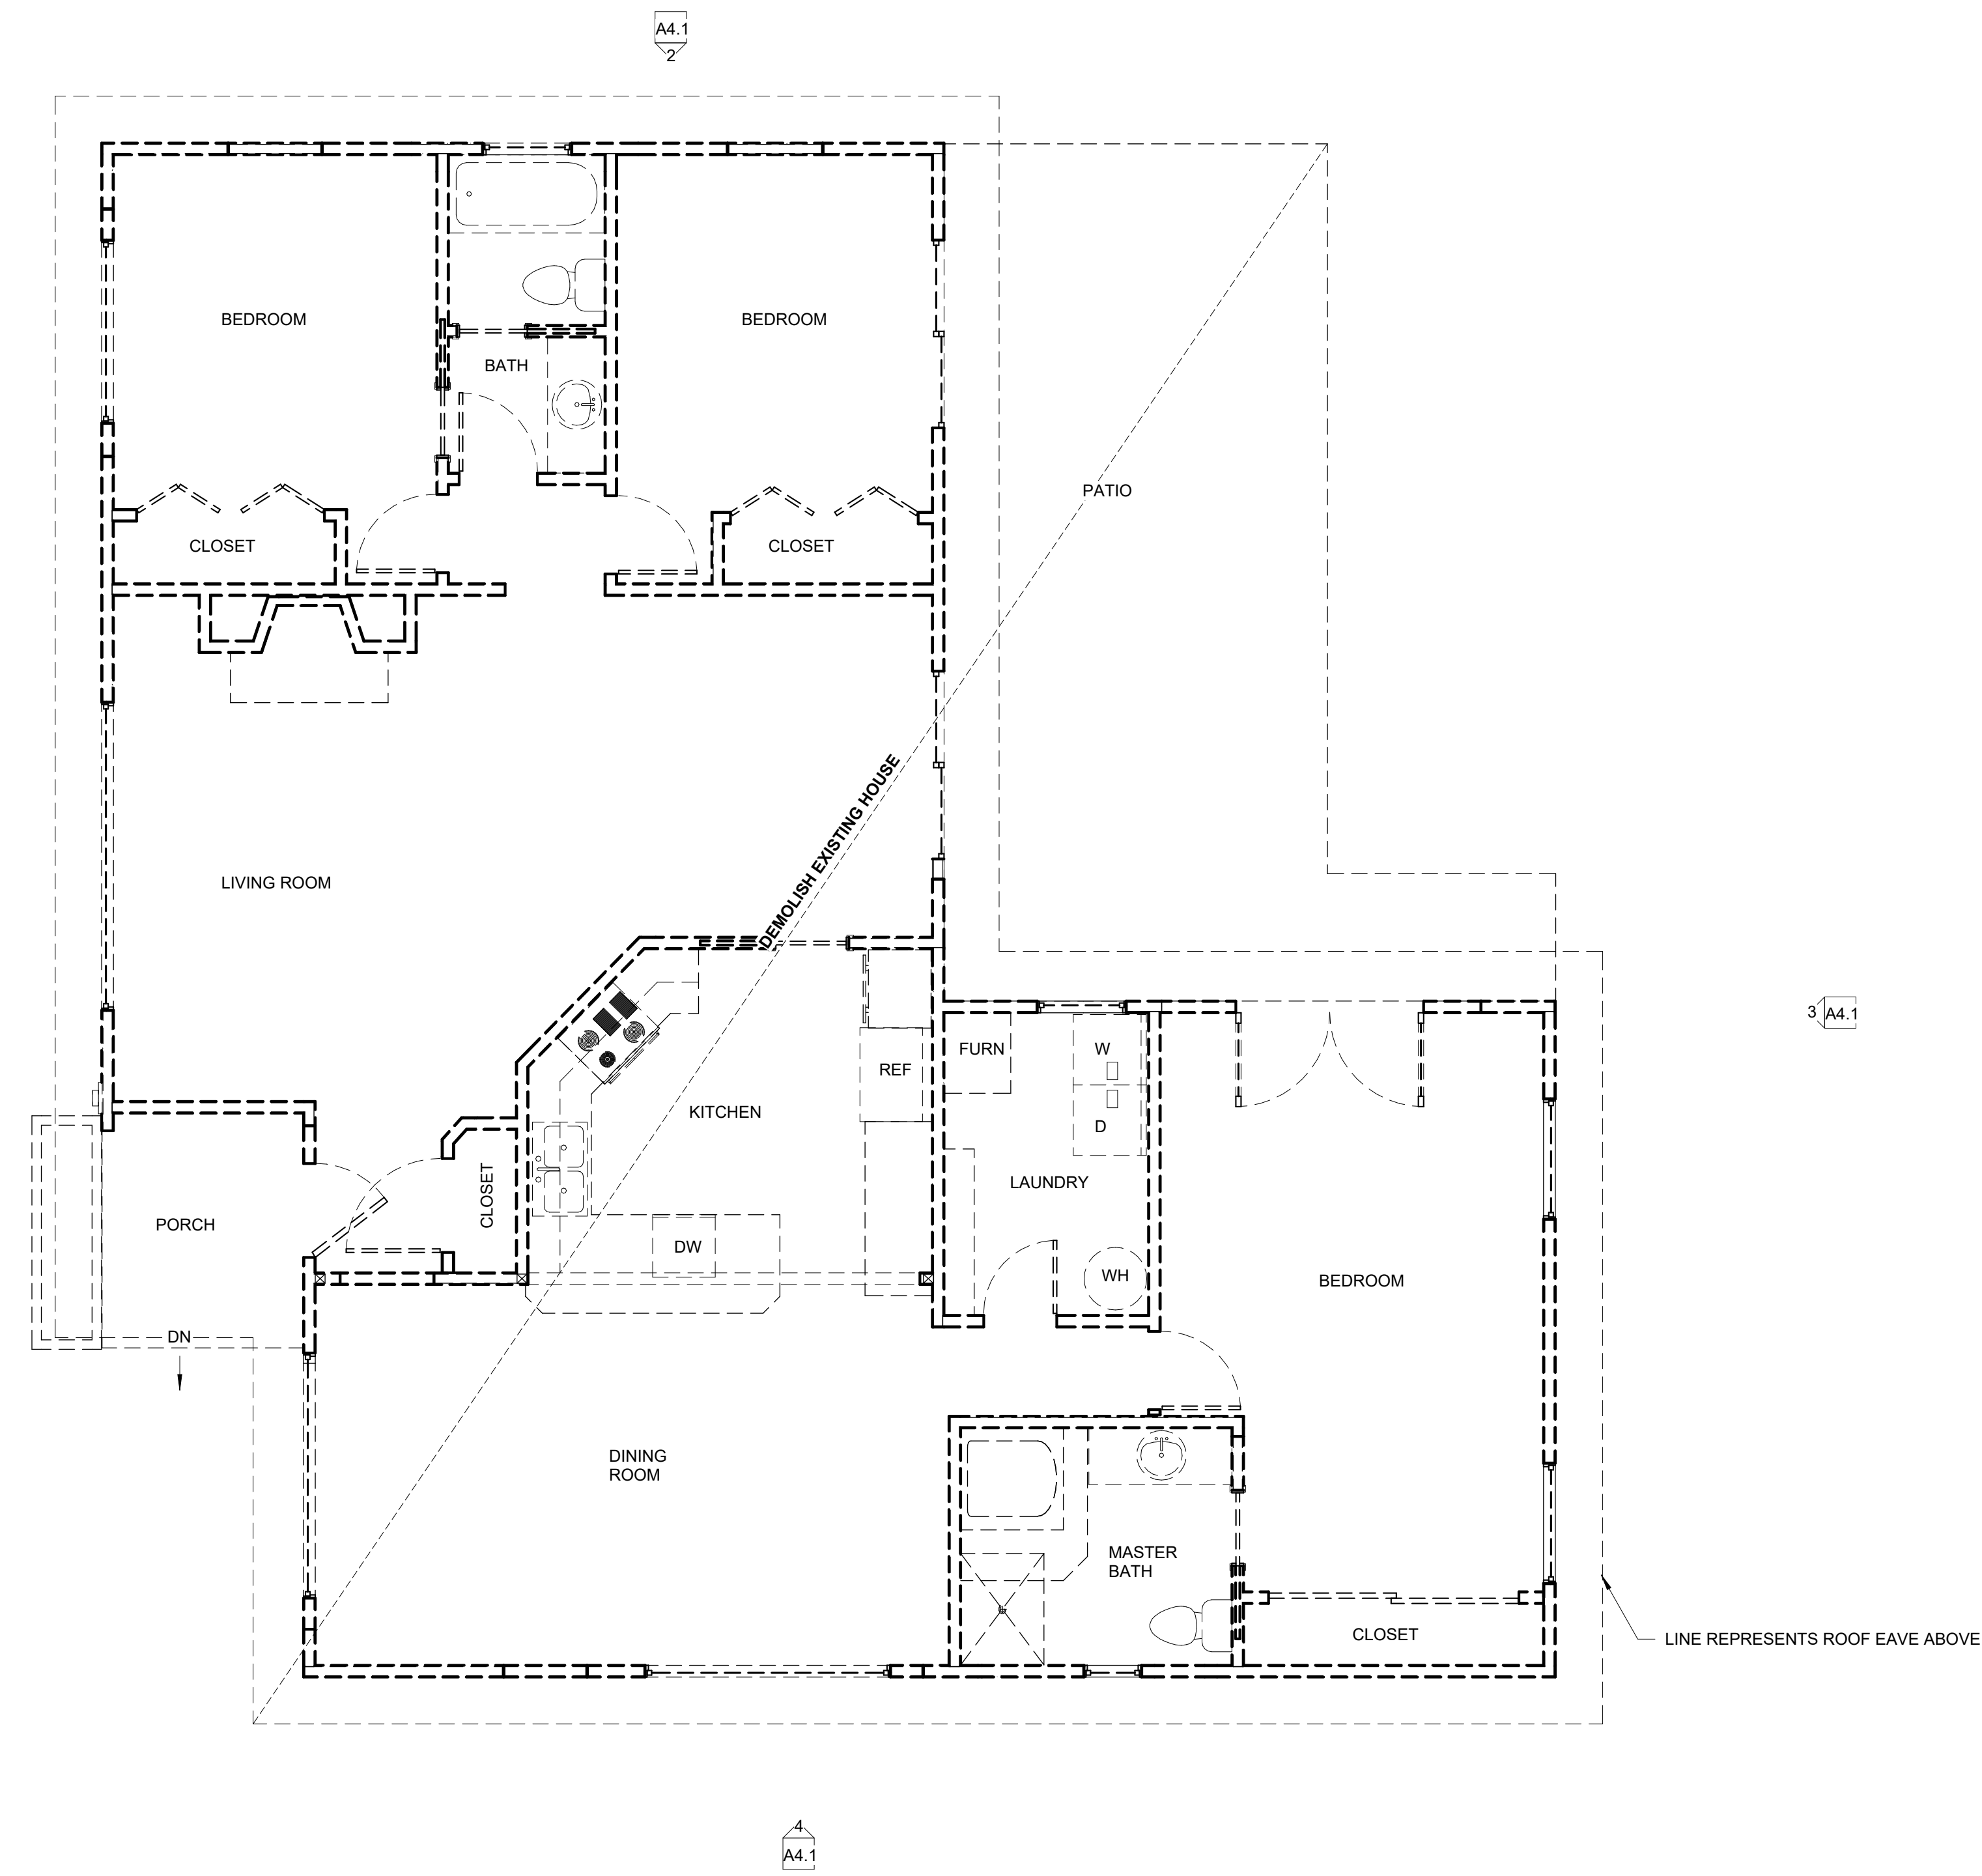 A4.1
2
BEDROOM
BEDROOM
BATH
PATIO
CLOSET
CLOSET
DEMOLISH EXISTING HOUSE
LIVING ROOM
3 A4.1
FURN
W
REF
KITCHEN
D
LAUNDRY
CLOSET
PORCH
DW
WH
BEDROOM
DN
DINING
ROOM
MASTER
BATH
CLOSET
LINE REPRESENTS ROOF EAVE ABOVE
4
A4.1